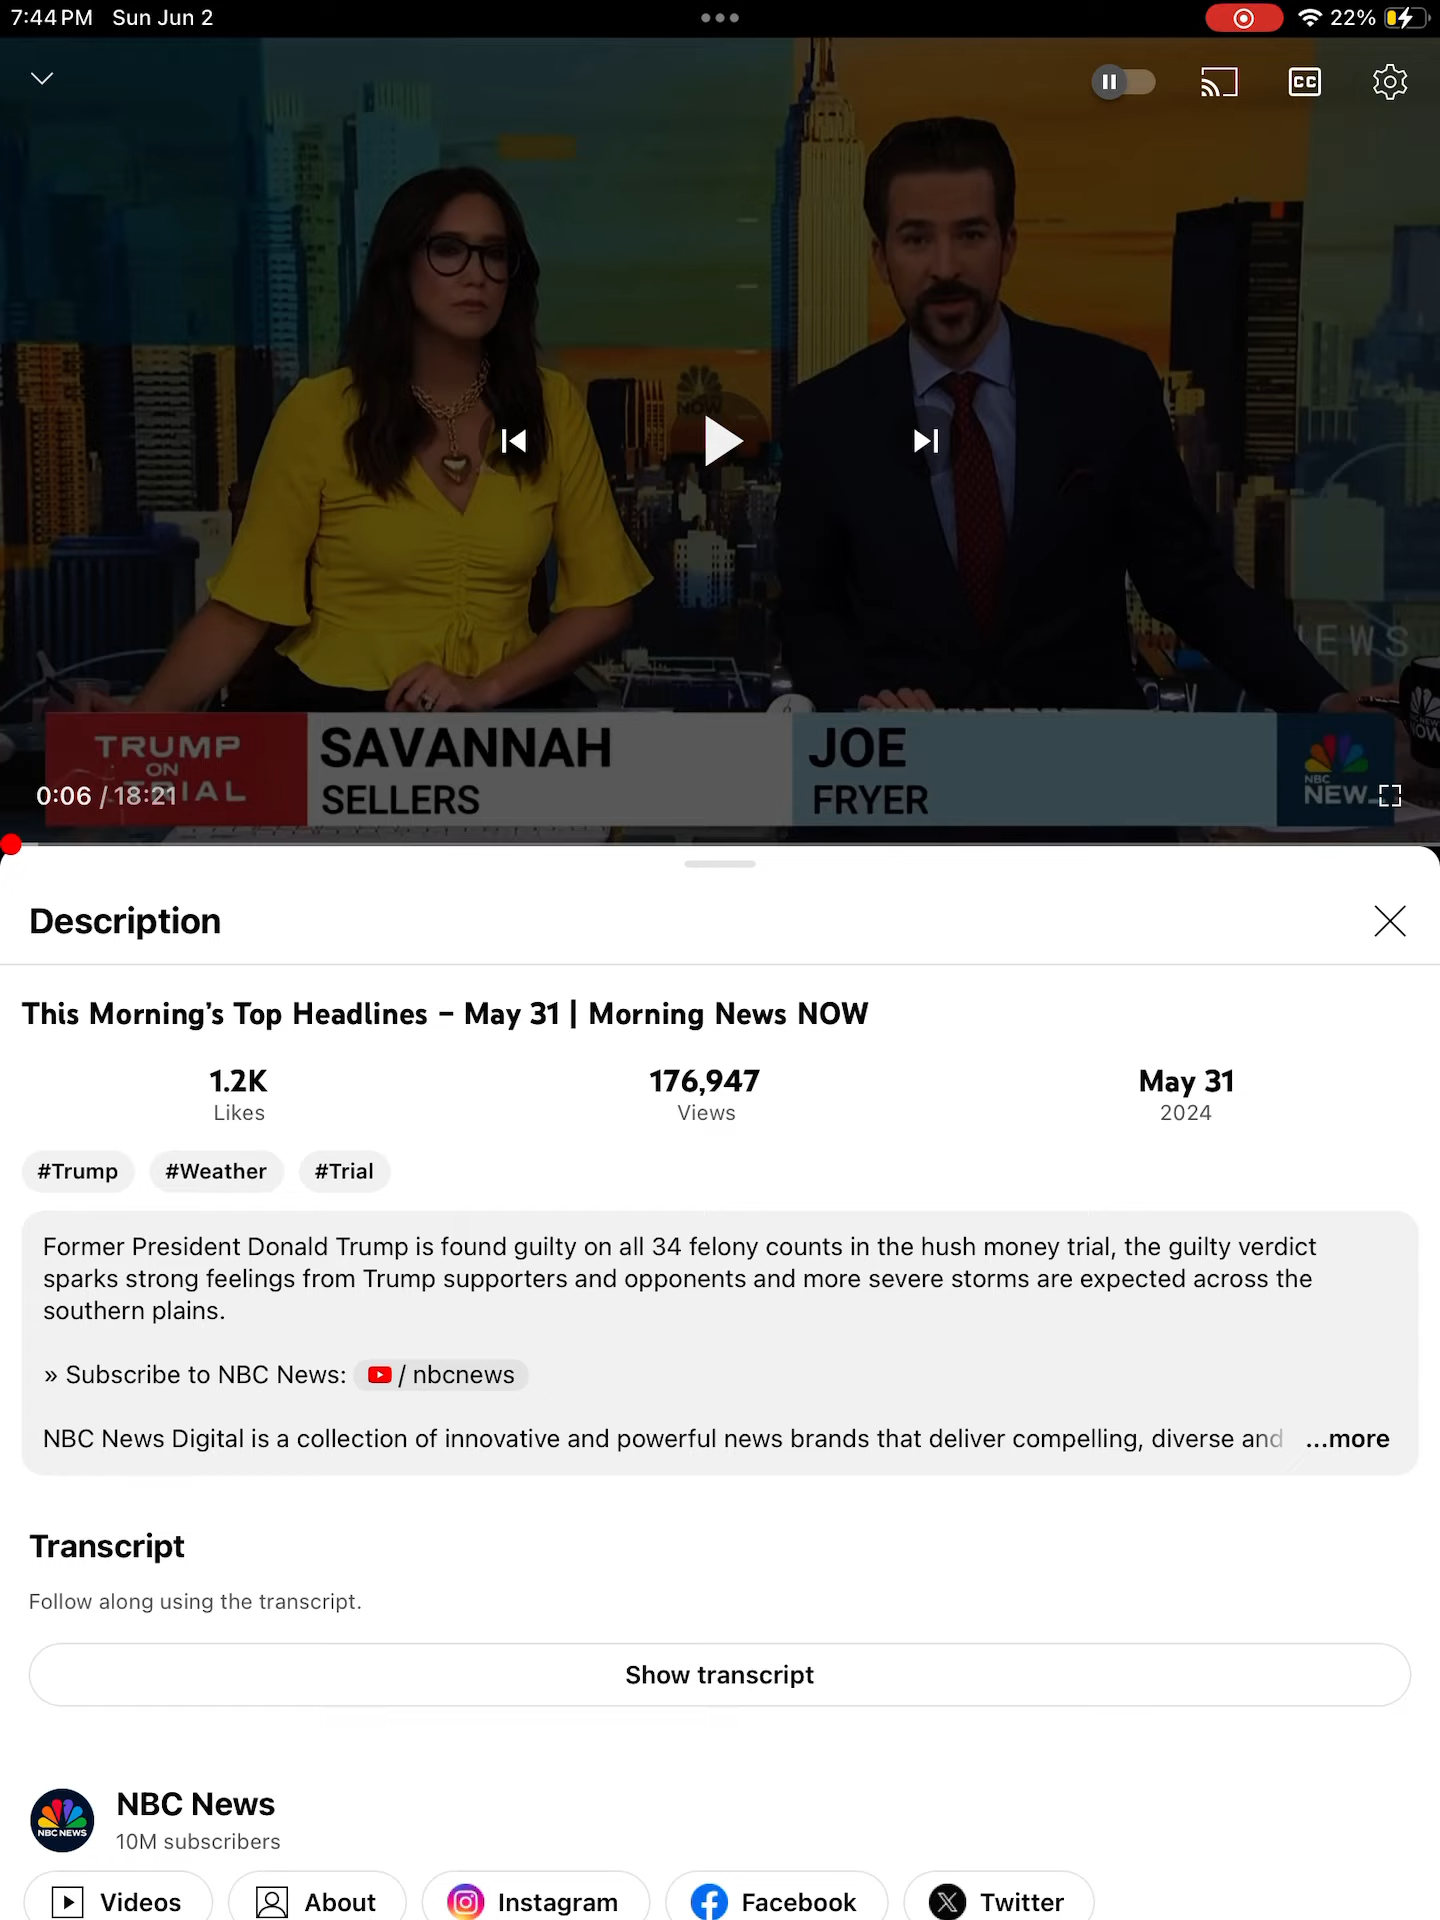 7:44 PM Sun Jun 2
22%
CC
NOW
EWS
TRUMP
ON
TRIAL
SAVANNAH
SELLERS
JOE
FRYER
NBC
NEW
0:06 / 18:21
Description
This Morning's Top Headlines – May 31 | Morning News NOW
1.2K
Likes
176,947
Views
May 31
2024
#Trump #Weather #Trial
Former President Donald Trump is found guilty on all 34 felony counts in the hush money trial, the guilty verdict
sparks strong feelings from Trump supporters and opponents and more severe storms are expected across the
southern plains.
» Subscribe to NBC News: / nbcnews
NBC News Digital is a collection of innovative and powerful news brands that deliver compelling, diverse and ...more
Transcript
Follow along using the transcript.
Show transcript
NBC NEWS
NBC News
10M subscribers
Videos About Instagram Facebook Twitter